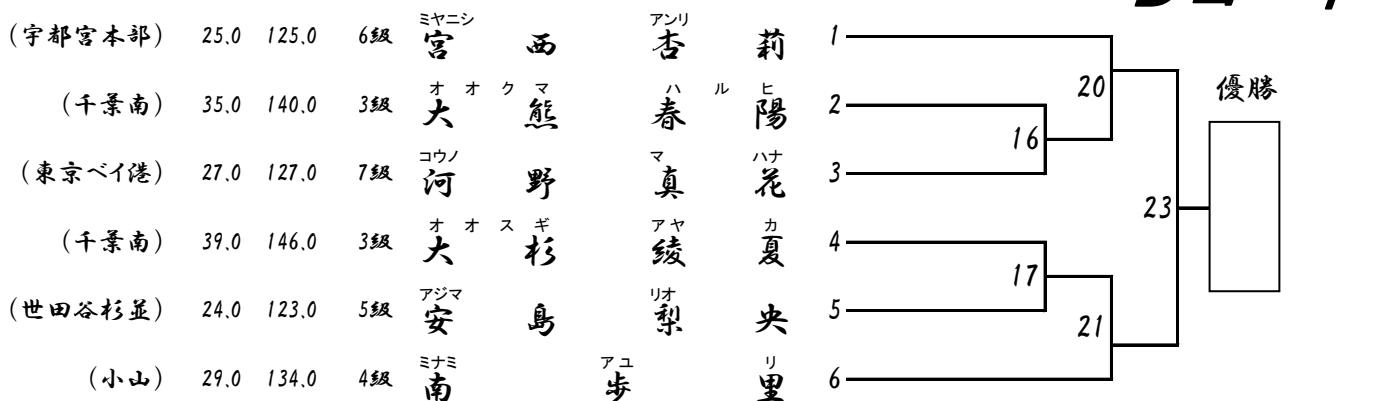 (宇都宮本部) 25.0 125.0 6級 宮西 杏莉 ミヤニシ アンリ 1
(千葉南) 35.0 140.0 3級 大熊 春陽 オオクマ ハルヒ 2
(東京ベイ港) 27.0 127.0 7級 河野 真花 コウノ マハナ 3
(千葉南) 39.0 146.0 3級 大杉 綾夏 オオスギ アヤカ 4
(世田谷杉並) 24.0 123.0 5級 安島 梨央 アジマ リオ 5
(小山) 29.0 134.0 4級 南 歩里 ミナミ アユリ 6
20
16
23
17
21
優勝